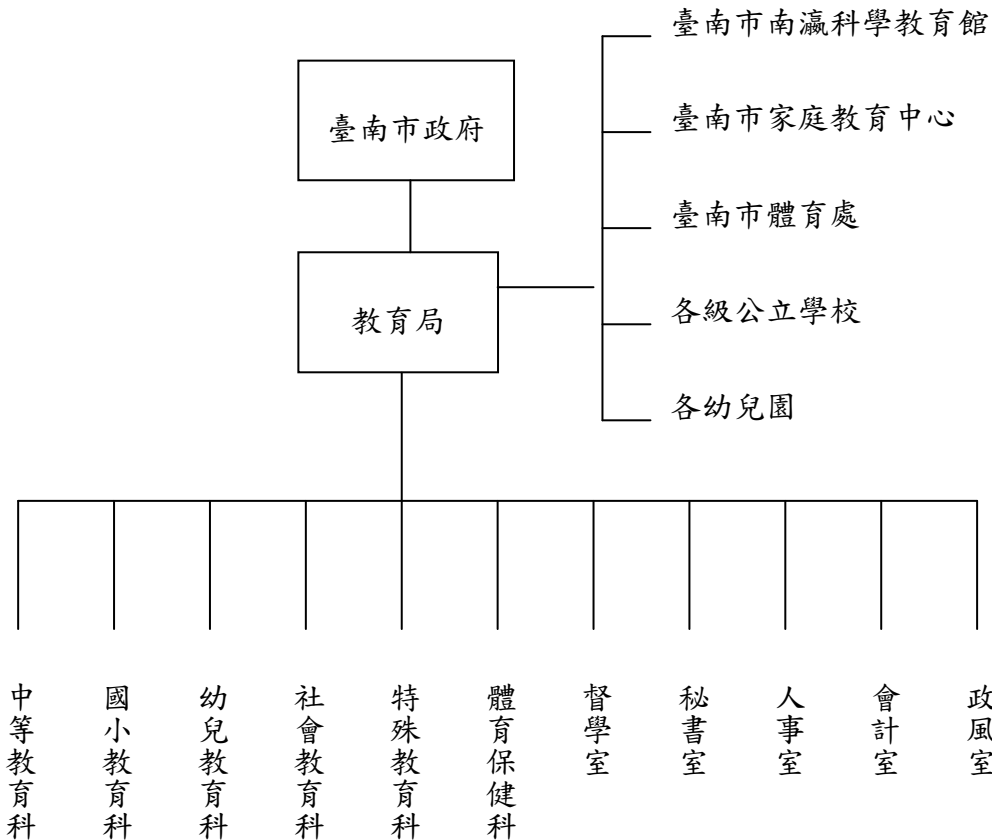 臺南市南瀛科學教育館
臺南市政府
臺南市家庭教育中心
臺南市體育處
教育局
各級公立學校
各幼兒園
中等教育科
國小教育科
幼兒教育科
社會教育科
特殊教育科
體育保健科
督學室
秘書室
人事室
會計室
政風室